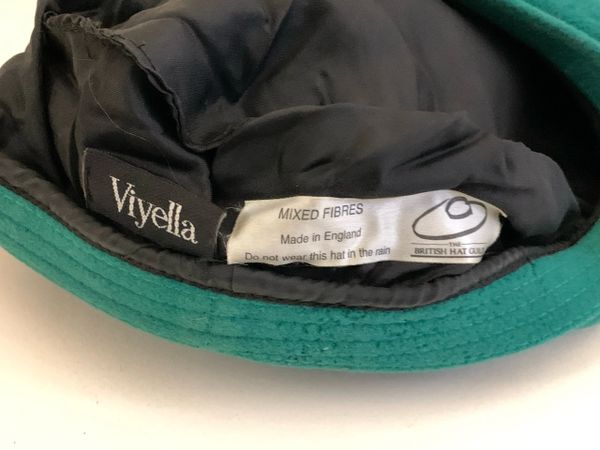 Viyella
MIXED FIBRES
Made in England
Do not wear this hat in the rain
THE
BRITISH HAT GUILD